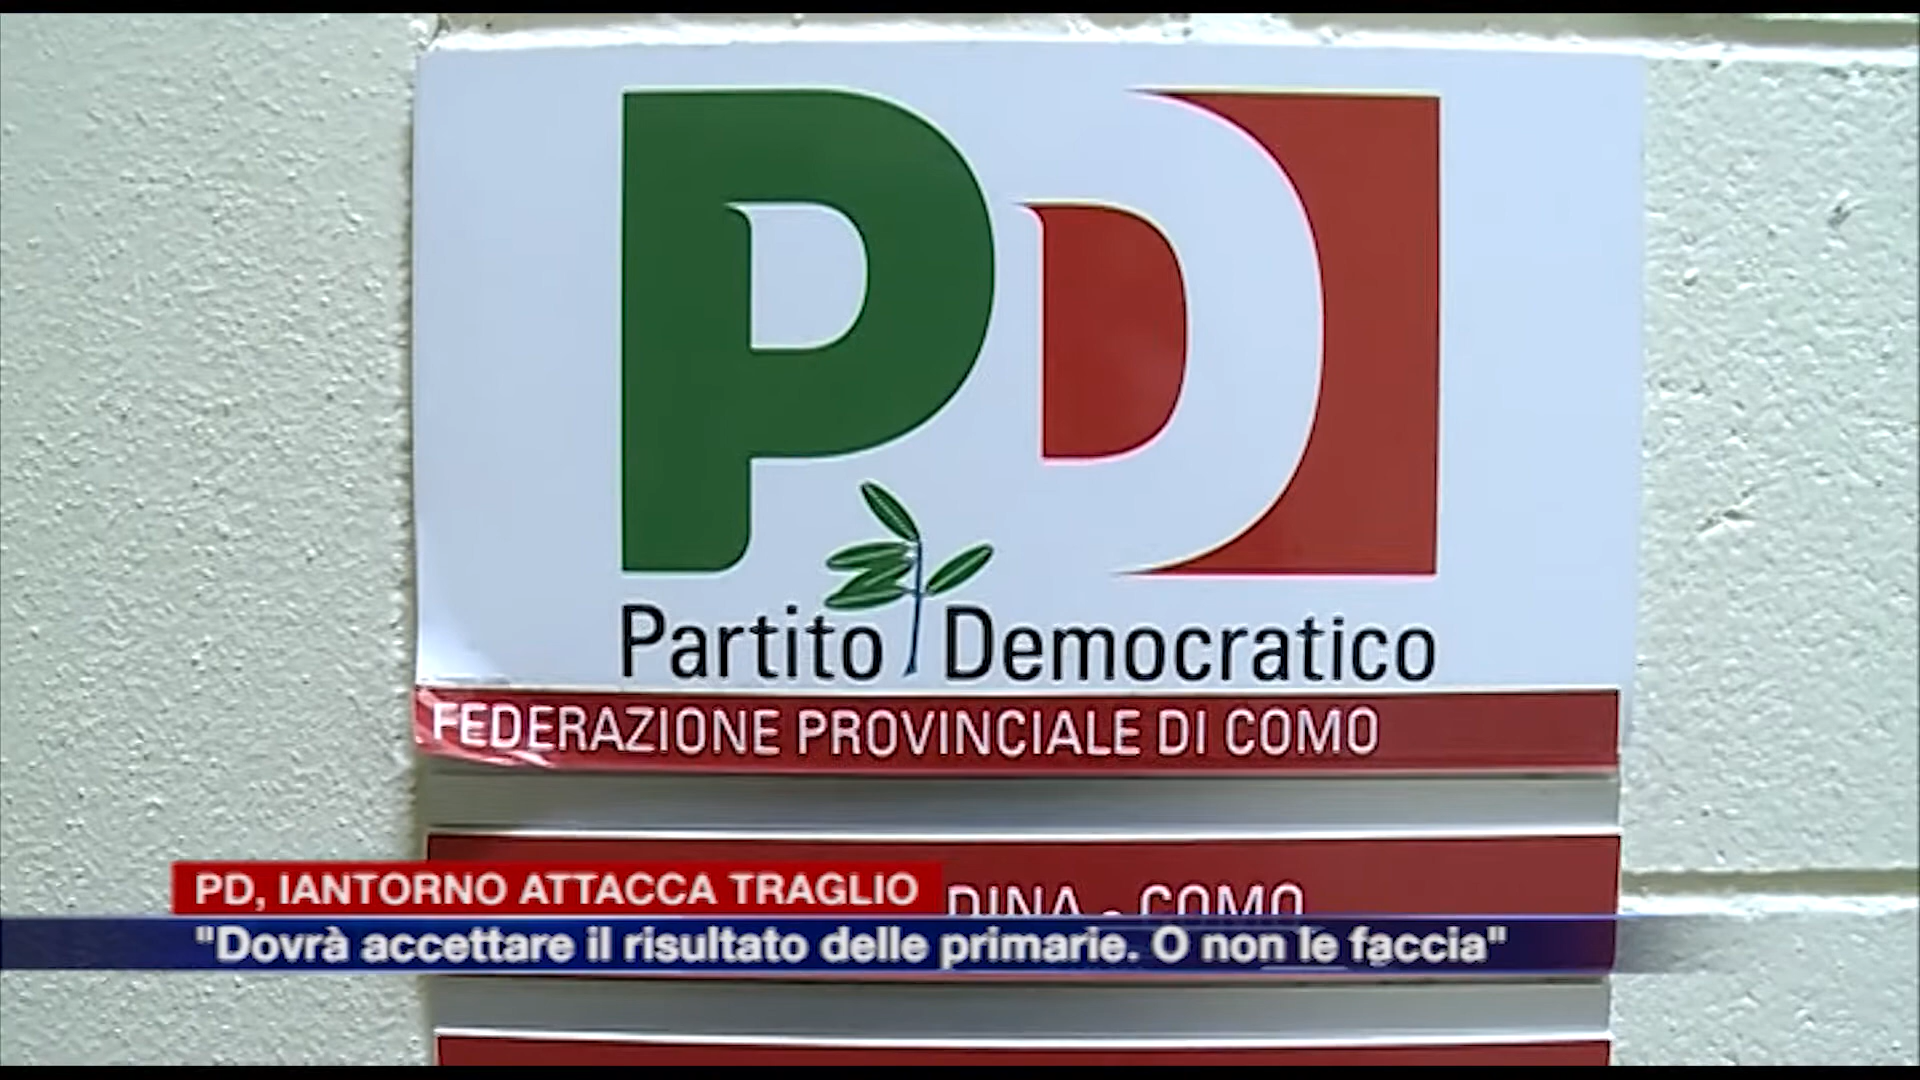 PD
Partito Democratico
FEDERAZIONE PROVINCIALE DI COMO
COMO
PD, IANTORNO ATTACCA TRAGLIO
"Dovrà accettare il risultato delle primarie. O non le faccia"